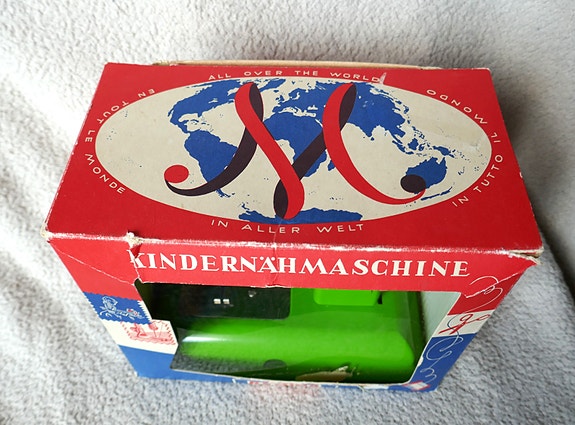 ALL OVER THE WORLD
EN TOUT LE MONDE
IN TUTTO IL MONDO
M
IN ALLER WELT
KINDERNÄHMASCHINE